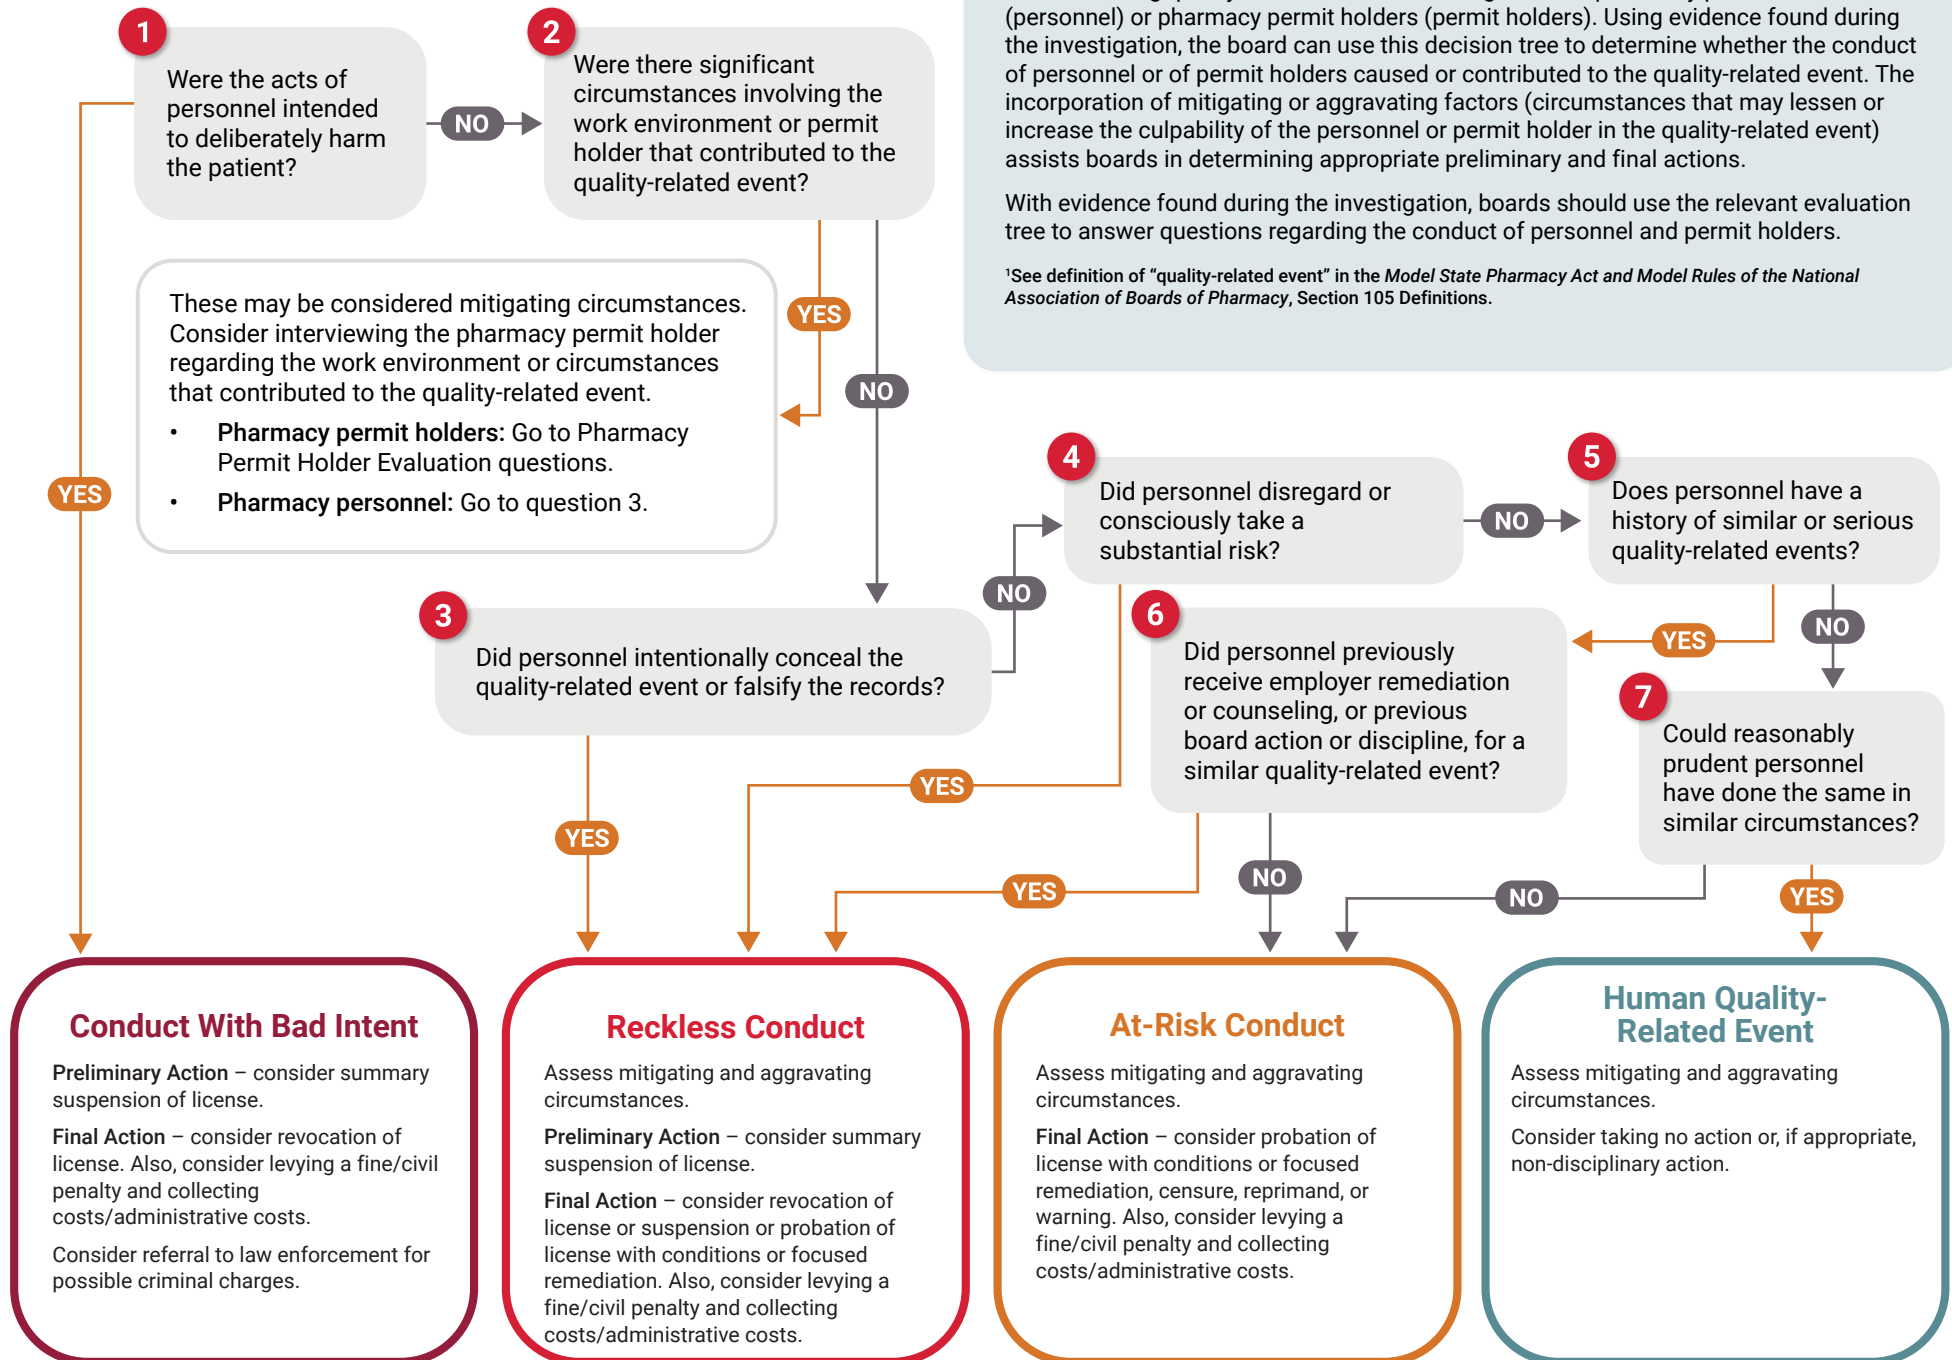 1
Were the acts of
personnel intended
to deliberately harm
the patient?
NO
2
Were there significant
circumstances involving the
work environment or permit
holder that contributed to the
quality-related event?
(personnel) or pharmacy permit holders (permit holders). Using evidence found during
the investigation, the board can use this decision tree to determine whether the conduct
of personnel or of permit holders caused or contributed to the quality-related event. The
incorporation of mitigating or aggravating factors (circumstances that may lessen or
increase the culpability of the personnel or permit holder in the quality-related event)
assists boards in determining appropriate preliminary and final actions.
With evidence found during the investigation, boards should use the relevant evaluation
tree to answer questions regarding the conduct of personnel and permit holders.
¹See definition of “quality-related event” in the Model State Pharmacy Act and Model Rules of the National
Association of Boards of Pharmacy, Section 105 Definitions.
YES
These may be considered mitigating circumstances.
Consider interviewing the pharmacy permit holder
regarding the work environment or circumstances
that contributed to the quality-related event.
• Pharmacy permit holders: Go to Pharmacy
Permit Holder Evaluation questions.
• Pharmacy personnel: Go to question 3.
YES
NO
3
Did personnel intentionally conceal the
quality-related event or falsify the records?
NO
4
Did personnel disregard or
consciously take a
substantial risk?
NO
5
Does personnel have a
history of similar or serious
quality-related events?
YES
NO
6
Did personnel previously
receive employer remediation
or counseling, or previous
board action or discipline, for a
similar quality-related event?
7
Could reasonably
prudent personnel
have done the same in
similar circumstances?
YES
YES
YES
NO
NO
YES
Conduct With Bad Intent
Preliminary Action – consider summary
suspension of license.
Final Action – consider revocation of
license. Also, consider levying a fine/civil
penalty and collecting
costs/administrative costs.
Consider referral to law enforcement for
possible criminal charges.
Reckless Conduct
Assess mitigating and aggravating
circumstances.
Preliminary Action – consider summary
suspension of license.
Final Action – consider revocation of
license or suspension or probation of
license with conditions or focused
remediation. Also, consider levying a
fine/civil penalty and collecting
costs/administrative costs.
At-Risk Conduct
Assess mitigating and aggravating
circumstances.
Final Action – consider probation of
license with conditions or focused
remediation, censure, reprimand, or
warning. Also, consider levying a
fine/civil penalty and collecting
costs/administrative costs.
Human Quality-
Related Event
Assess mitigating and aggravating
circumstances.
Consider taking no action or, if appropriate,
non-disciplinary action.